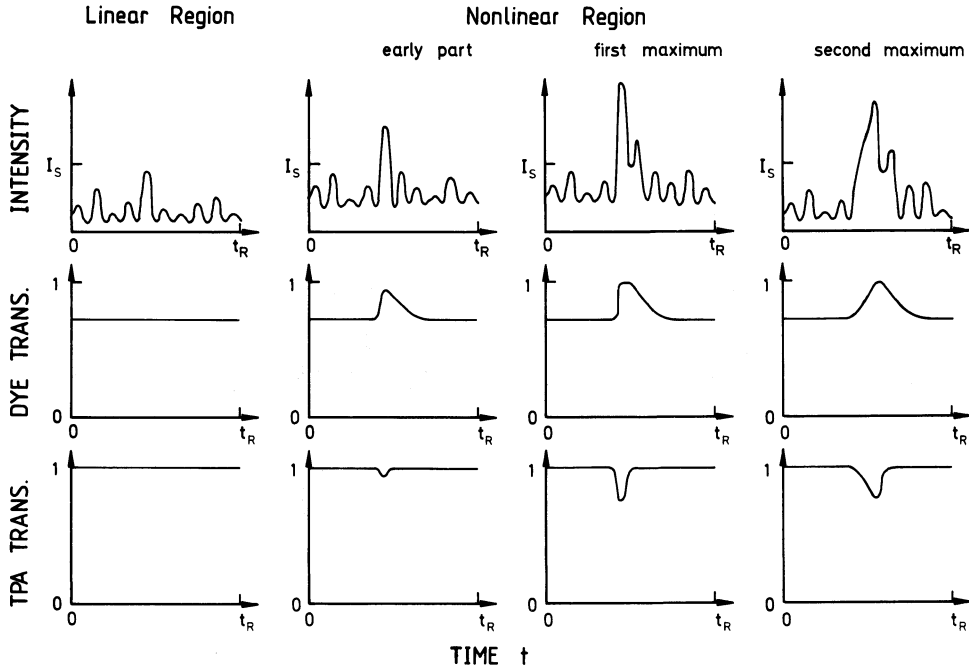 Linear Region
Nonlinear Region
early part
first maximum
second maximum
INTENSITY
I_S
0
t_R
I_S
0
t_R
I_S
0
t_R
I_S
0
t_R
DYE TRANS.
1
0
0
t_R
1
0
0
t_R
1
0
0
t_R
1
0
0
t_R
TPA TRANS.
1
0
0
t_R
1
0
0
t_R
1
0
0
t_R
1
0
0
t_R
TIME t